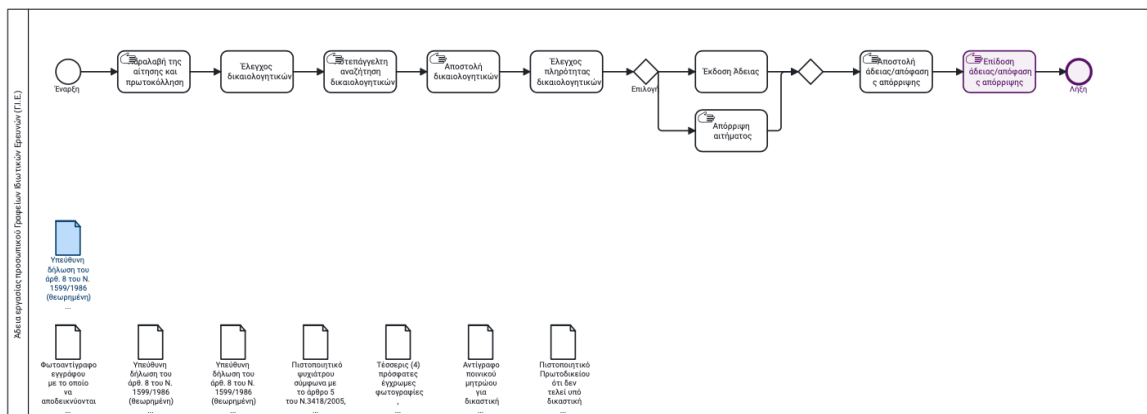 Άδεια εργασίας προσωπικού Γραφείων Ιδιωτικών Ερευνών (Γ.Ι.Ε.)
Έναρξη
Παραλαβή της
αίτησης και
πρωτοκόλληση
Έλεγχος
δικαιολογητικών
Αυτεπάγγελτη
αναζήτηση
δικαιολογητικών
Αποστολή
δικαιολογητικών
Έλεγχος
πληρότητας
δικαιολογητικών
Επιλογή
Έκδοση Άδειας
Απόρριψη
αιτήματος
Αποστολή
άδειας/απόφαση
ς απόρριψης
Επίδοση
άδειας/απόφαση
ς απόρριψης
Λήξη
Υπεύθυνη
δήλωση του
άρθ. 8 του Ν.
1599/1986
(θεωρημένη)
...
Φωτοαντίγραφο
εγγράφου
με το οποίο
να
αποδεικνύονται
...
Υπεύθυνη
δήλωση του
άρθ. 8 του Ν.
1599/1986
(θεωρημένη)
...
Υπεύθυνη
δήλωση του
άρθ. 8 του Ν.
1599/1986
(θεωρημένη)
...
Πιστοποιητικό
ψυχιάτρου
σύμφωνα με
το άρθρο 5
του Ν.3418/2005,
...
Τέσσερις (4)
πρόσφατες
έγχρωμες
φωτογραφίες
,
...
Αντίγραφο
ποινικού
μητρώου
για
δικαστική
...
Πιστοποιητικό
Πρωτοδικείου
ότι δεν
τελεί υπό
δικαστική
...